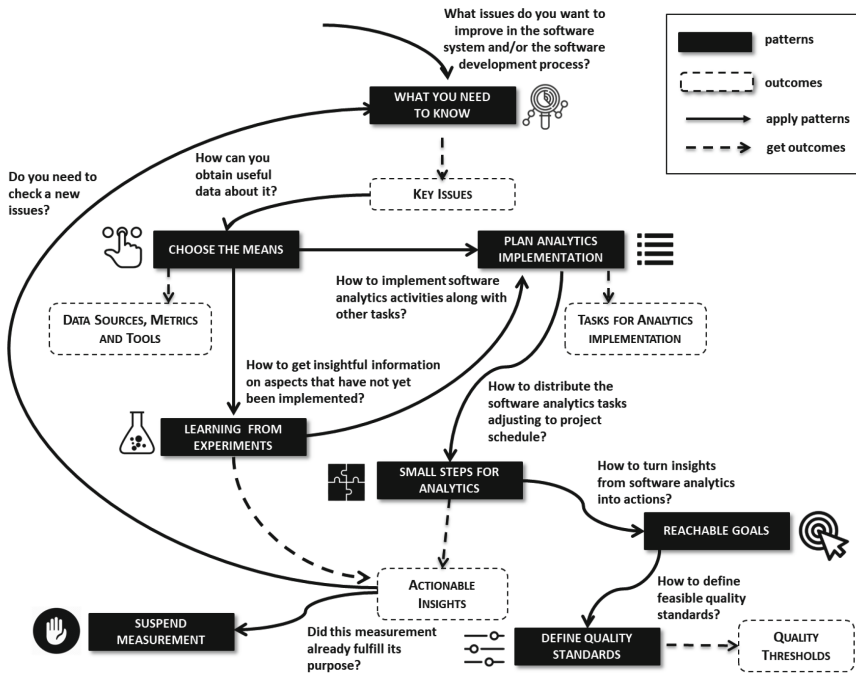 What issues do you want to
improve in the software
system and/or the software
development process?
patterns
outcomes
apply patterns
get outcomes
WHAT YOU NEED
TO KNOW
How can you
obtain useful
data about it?
Do you need to
check a new
issues?
KEY ISSUES
CHOOSE THE MEANS
PLAN ANALYTICS
IMPLEMENTATION
How to implement software
analytics activities along with
other tasks?
DATA SOURCES, METRICS
AND TOOLS
TASKS FOR ANALYTICS
IMPLEMENTATION
How to get insightful information
on aspects that have not yet
been implemented?
How to distribute the
software analytics tasks
adjusting to project
schedule?
LEARNING FROM
EXPERIMENTS
SMALL STEPS FOR
ANALYTICS
How to turn insights
from software analytics
into actions?
REACHABLE GOALS
ACTIONABLE
INSIGHTS
How to define
feasible quality
standards?
SUSPEND
MEASUREMENT
Did this measurement
already fulfill its
purpose?
DEFINE QUALITY
STANDARDS
QUALITY
THRESHOLDS